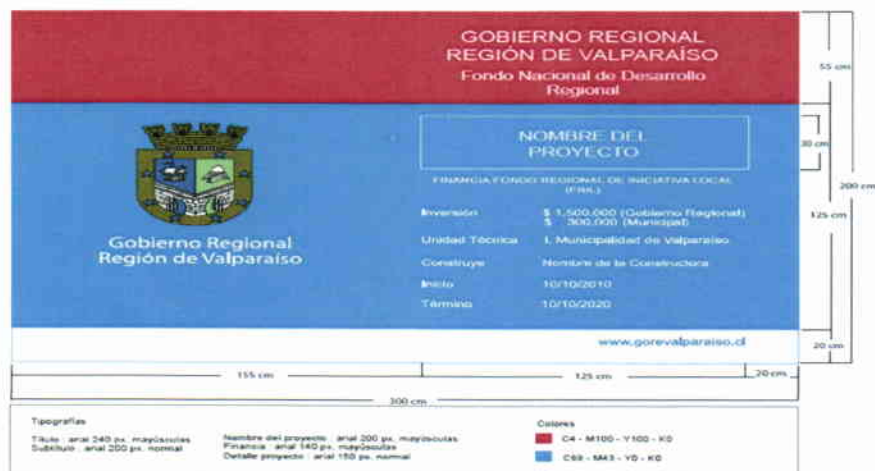 GOBIERNO REGIONAL
REGIÓN DE VALPARAÍSO
Fondo Nacional de Desarrollo
Regional
55 cm
NOMBRE DEL
PROYECTO
30 cm
FINANCIA FONDO REGIONAL DE INICIATIVA LOCAL
(FRIL)
200 cm
125 cm
Inversión $ 1,500,000 (Gobierno Regional)
$ 300,000 (Municipal)
Unidad Técnica I. Municipalidad de Valparaíso
Construye Nombre de la Constructora
Inicio 10/10/2010
Término 10/10/2020
Gobierno Regional
Región de Valparaíso
www.gorevalparaiso.cl
20 cm
155 cm 125 cm 20 cm
300 cm
Tipografías
Título : arial 240 px. mayúsculas
Subtítulo : arial 200 px. normal
Nombre del proyecto : arial 200 px. mayúsculas
Financia : arial 140 px. mayúsculas
Detalle proyecto : arial 150 px. normal
Colores
C4 - M100 - Y100 - K0
C69 - M43 - Y0 - K0